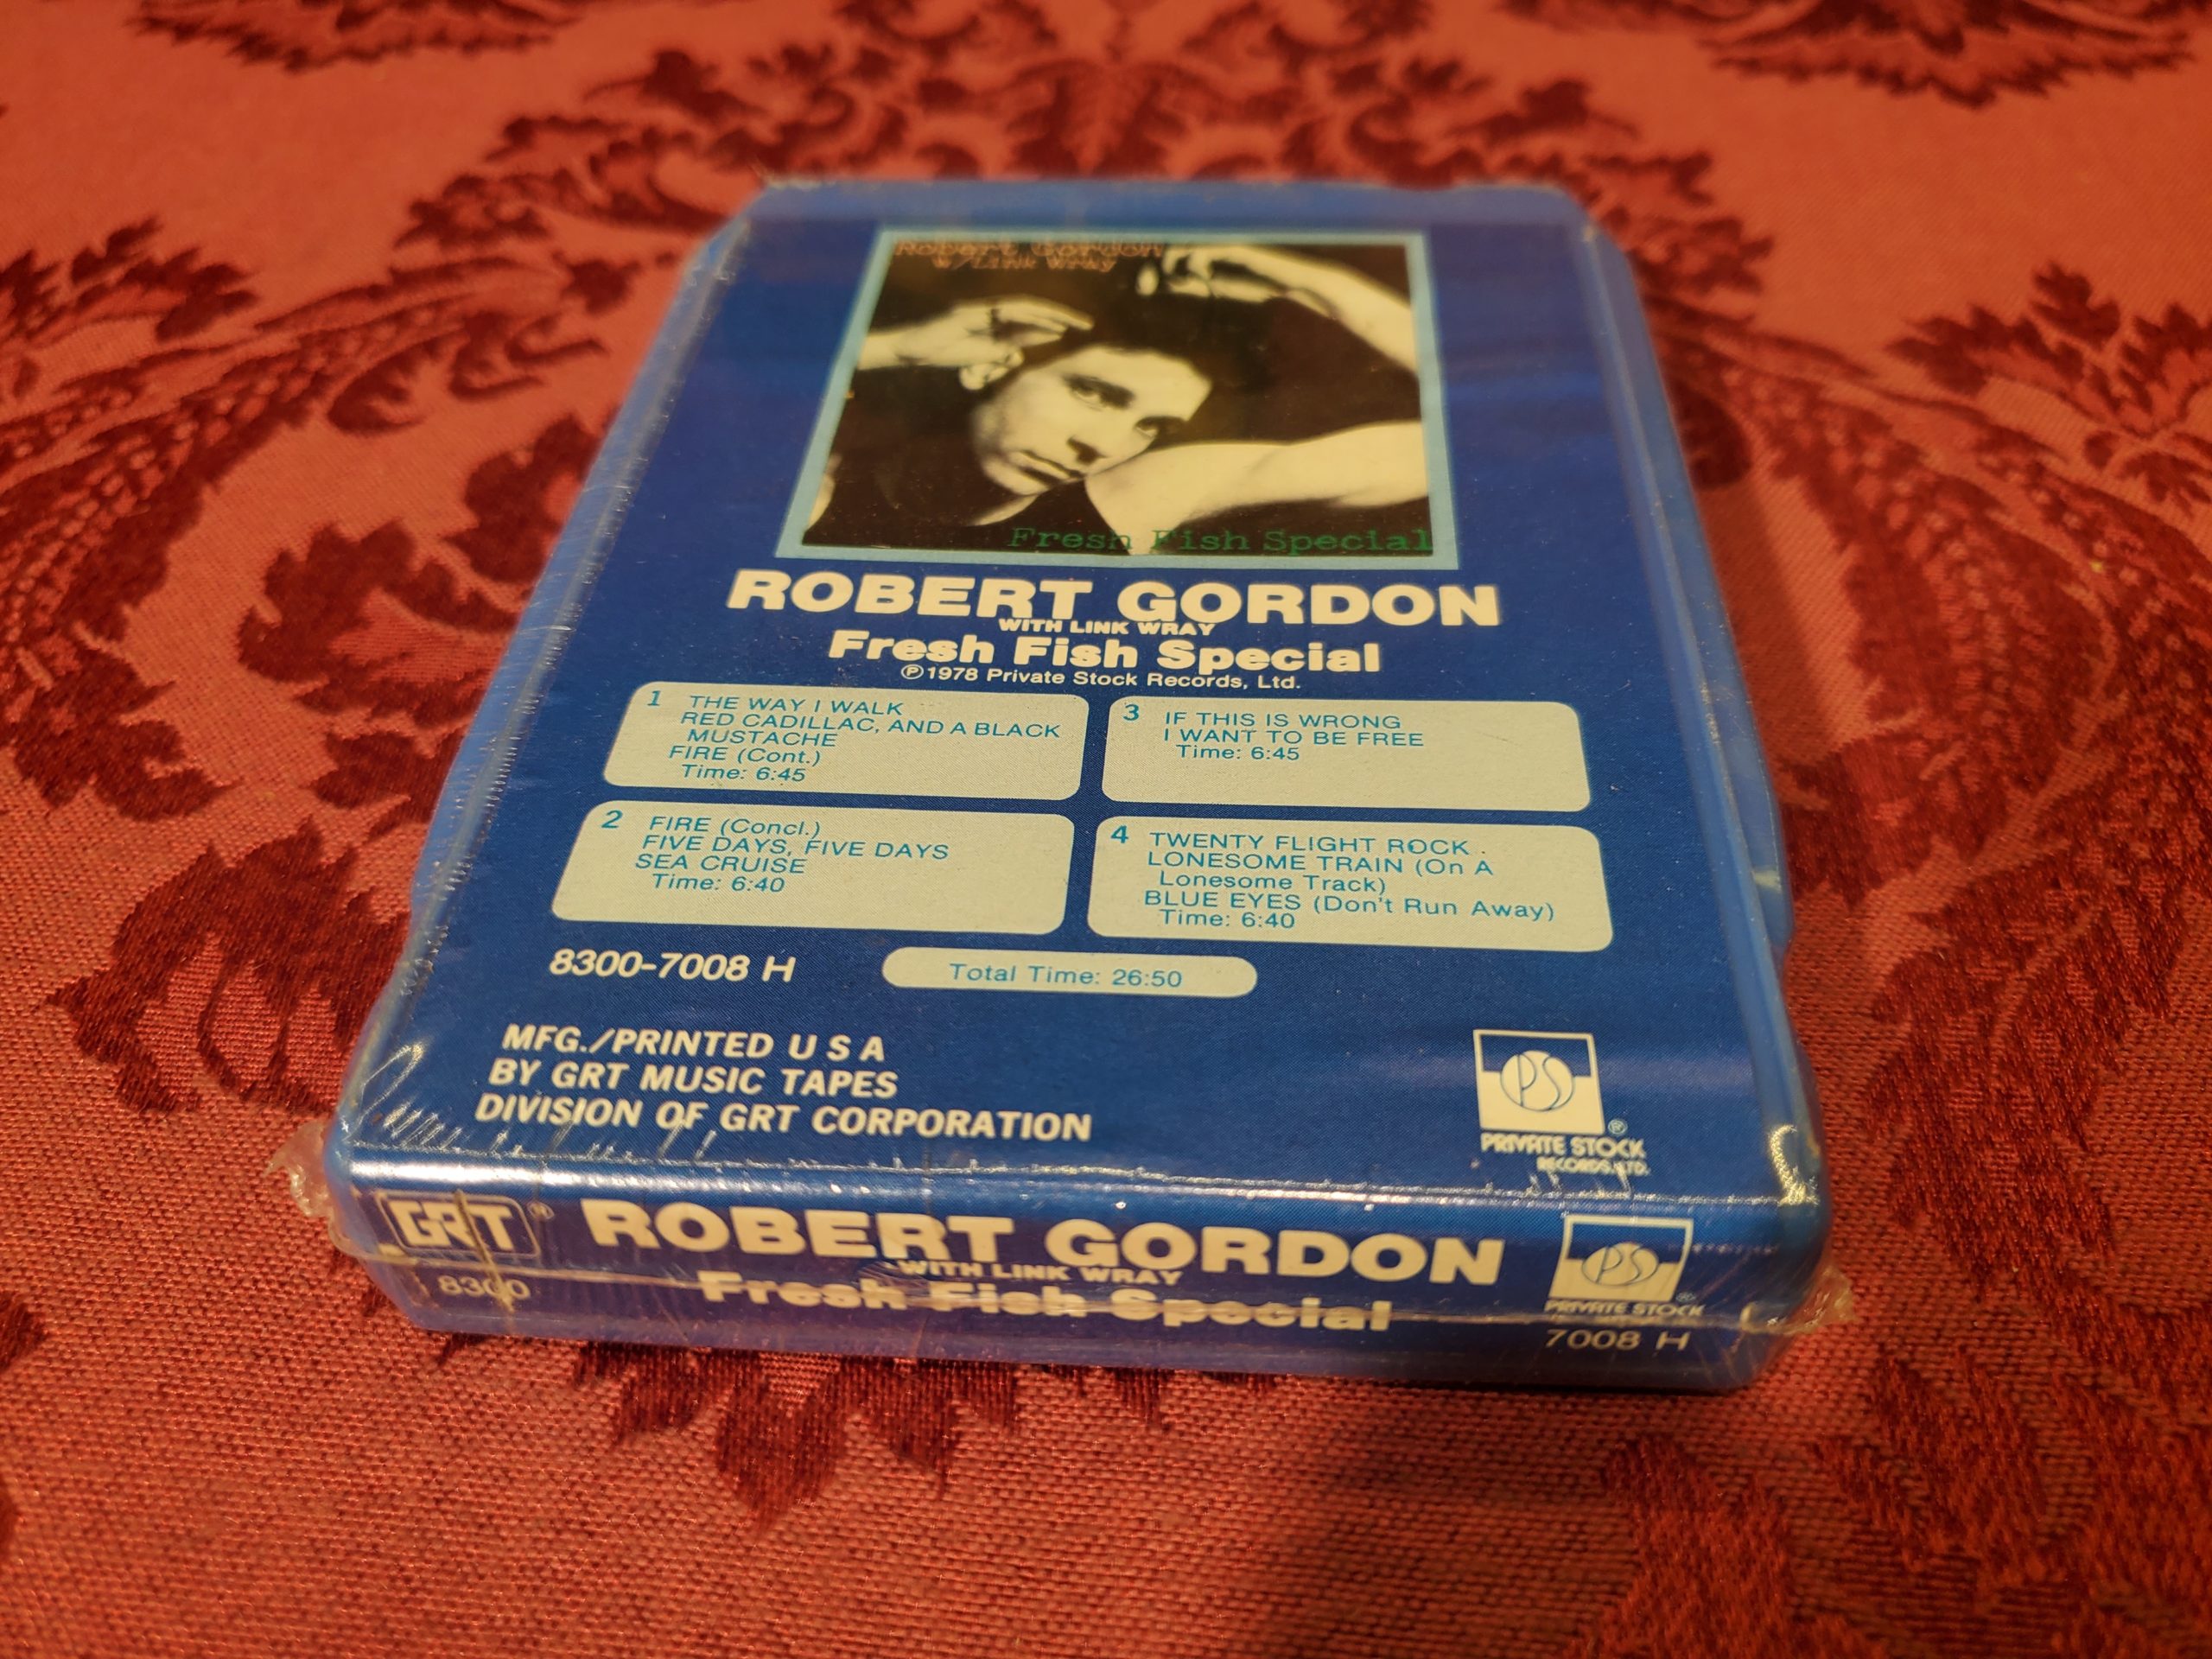 Robert Gordon
w/Link Wray
Fresh Fish Special
ROBERT GORDON
WITH LINK WRAY
Fresh Fish Special
℗1978 Private Stock Records, Ltd.
1 THE WAY I WALK
RED CADILLAC, AND A BLACK
MUSTACHE
FIRE (Cont.)
Time: 6:45
2 FIRE (Concl.)
FIVE DAYS, FIVE DAYS
SEA CRUISE
Time: 6:40
3 IF THIS IS WRONG
I WANT TO BE FREE
Time: 6:45
4 TWENTY FLIGHT ROCK
LONESOME TRAIN (On A
Lonesome Track)
BLUE EYES (Don't Run Away)
Time: 6:40
8300-7008 H
Total Time: 26:50
MFG./PRINTED U S A
BY GRT MUSIC TAPES
DIVISION OF GRT CORPORATION
PS
®
PRIVATE STOCK
RECORDS, LTD.
GRT®
8300
ROBERT GORDON
WITH LINK WRAY
Fresh Fish Special
PS
®
PRIVATE STOCK
7008 H